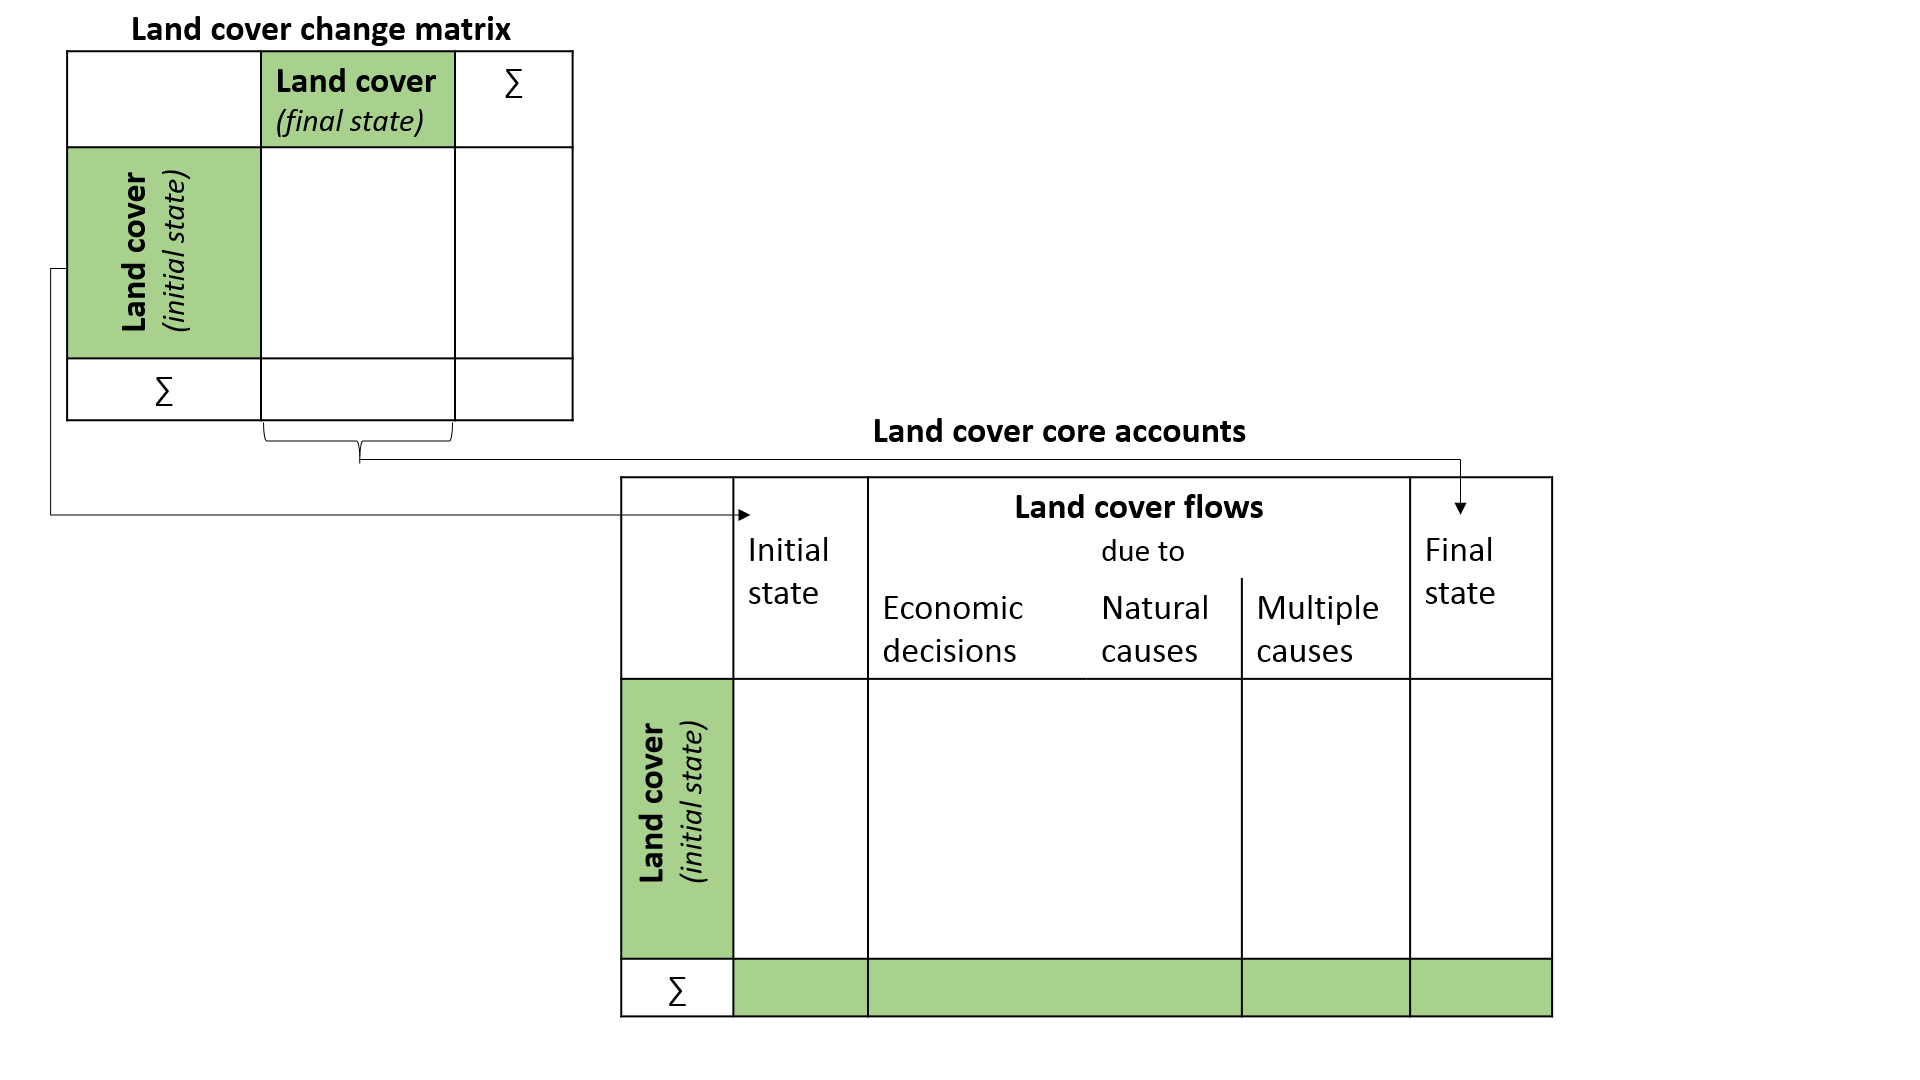 Land cover change matrix
Land cover
(final state)
∑
Land cover
(initial state)
∑
Land cover core accounts
Initial
state
Land cover flows
due to
Economic
decisions
Natural
causes
Multiple
causes
Final
state
Land cover
(initial state)
∑